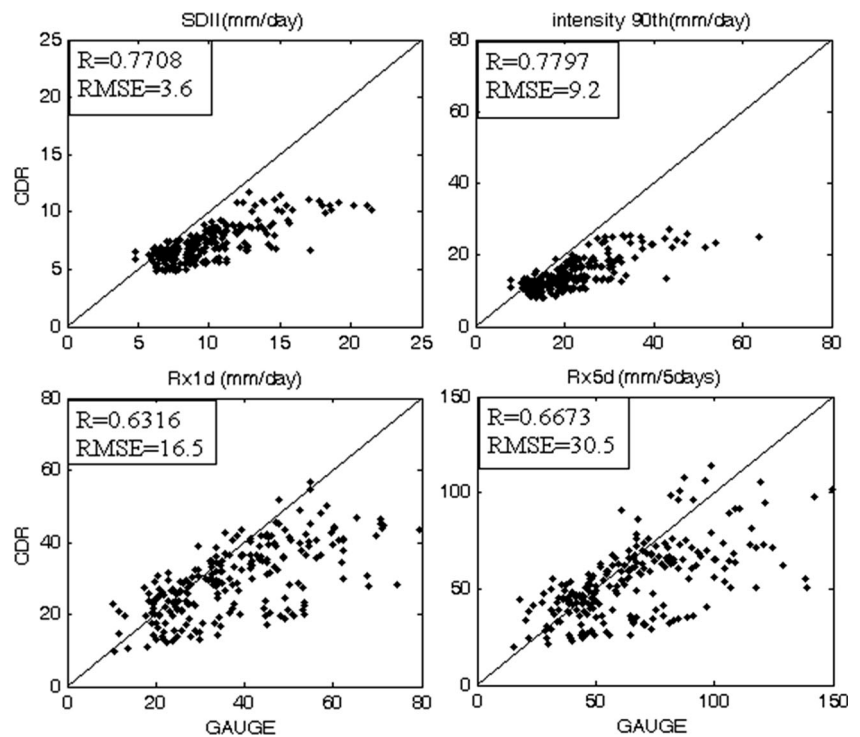 SDII(mm/day)
25
20
15
10
5
0
0 5 10 15 20 25
CDR
R=0.7708
RMSE=3.6
intensity 90th(mm/day)
80
60
40
20
0
0 20 40 60 80
R=0.7797
RMSE=9.2
Rx1d (mm/day)
80
60
40
20
0
0 20 40 60 80
CDR
GAUGE
R=0.6316
RMSE=16.5
Rx5d (mm/5days)
150
100
50
0
0 50 100 150
GAUGE
R=0.6673
RMSE=30.5